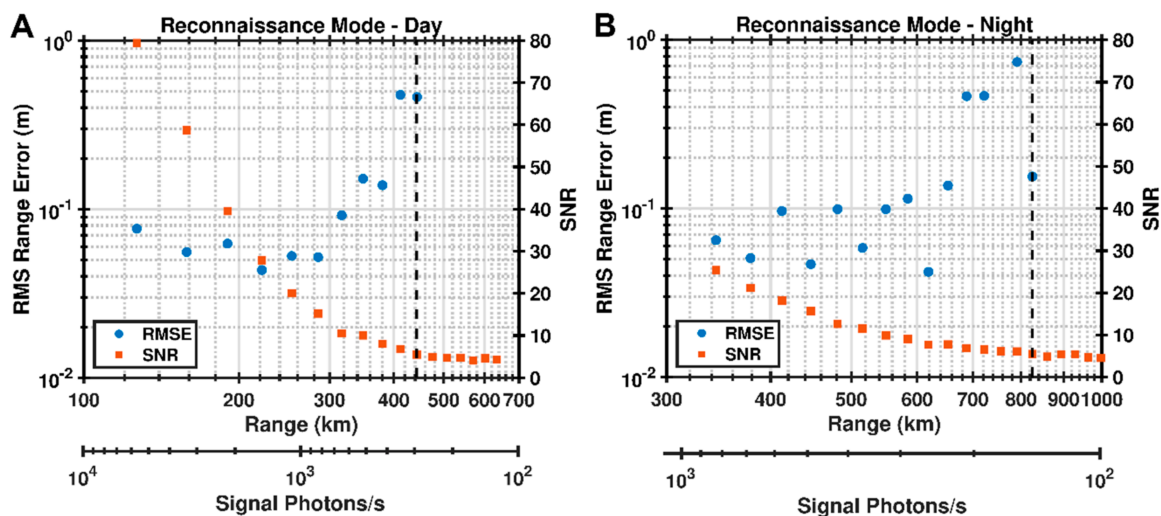 A
Reconnaissance Mode - Day
10^0
10^-1
10^-2
RMS Range Error (m)
80
70
60
50
40
30
20
10
0
SNR
RMSE
SNR
100 200 300 400 500 600 700
Range (km)
10^4 10^3 10^2
Signal Photons/s
B
Reconnaissance Mode - Night
10^0
10^-1
10^-2
RMS Range Error (m)
80
70
60
50
40
30
20
10
0
SNR
RMSE
SNR
300 400 500 600 700 800 900 1000
Range (km)
10^3 10^2
Signal Photons/s